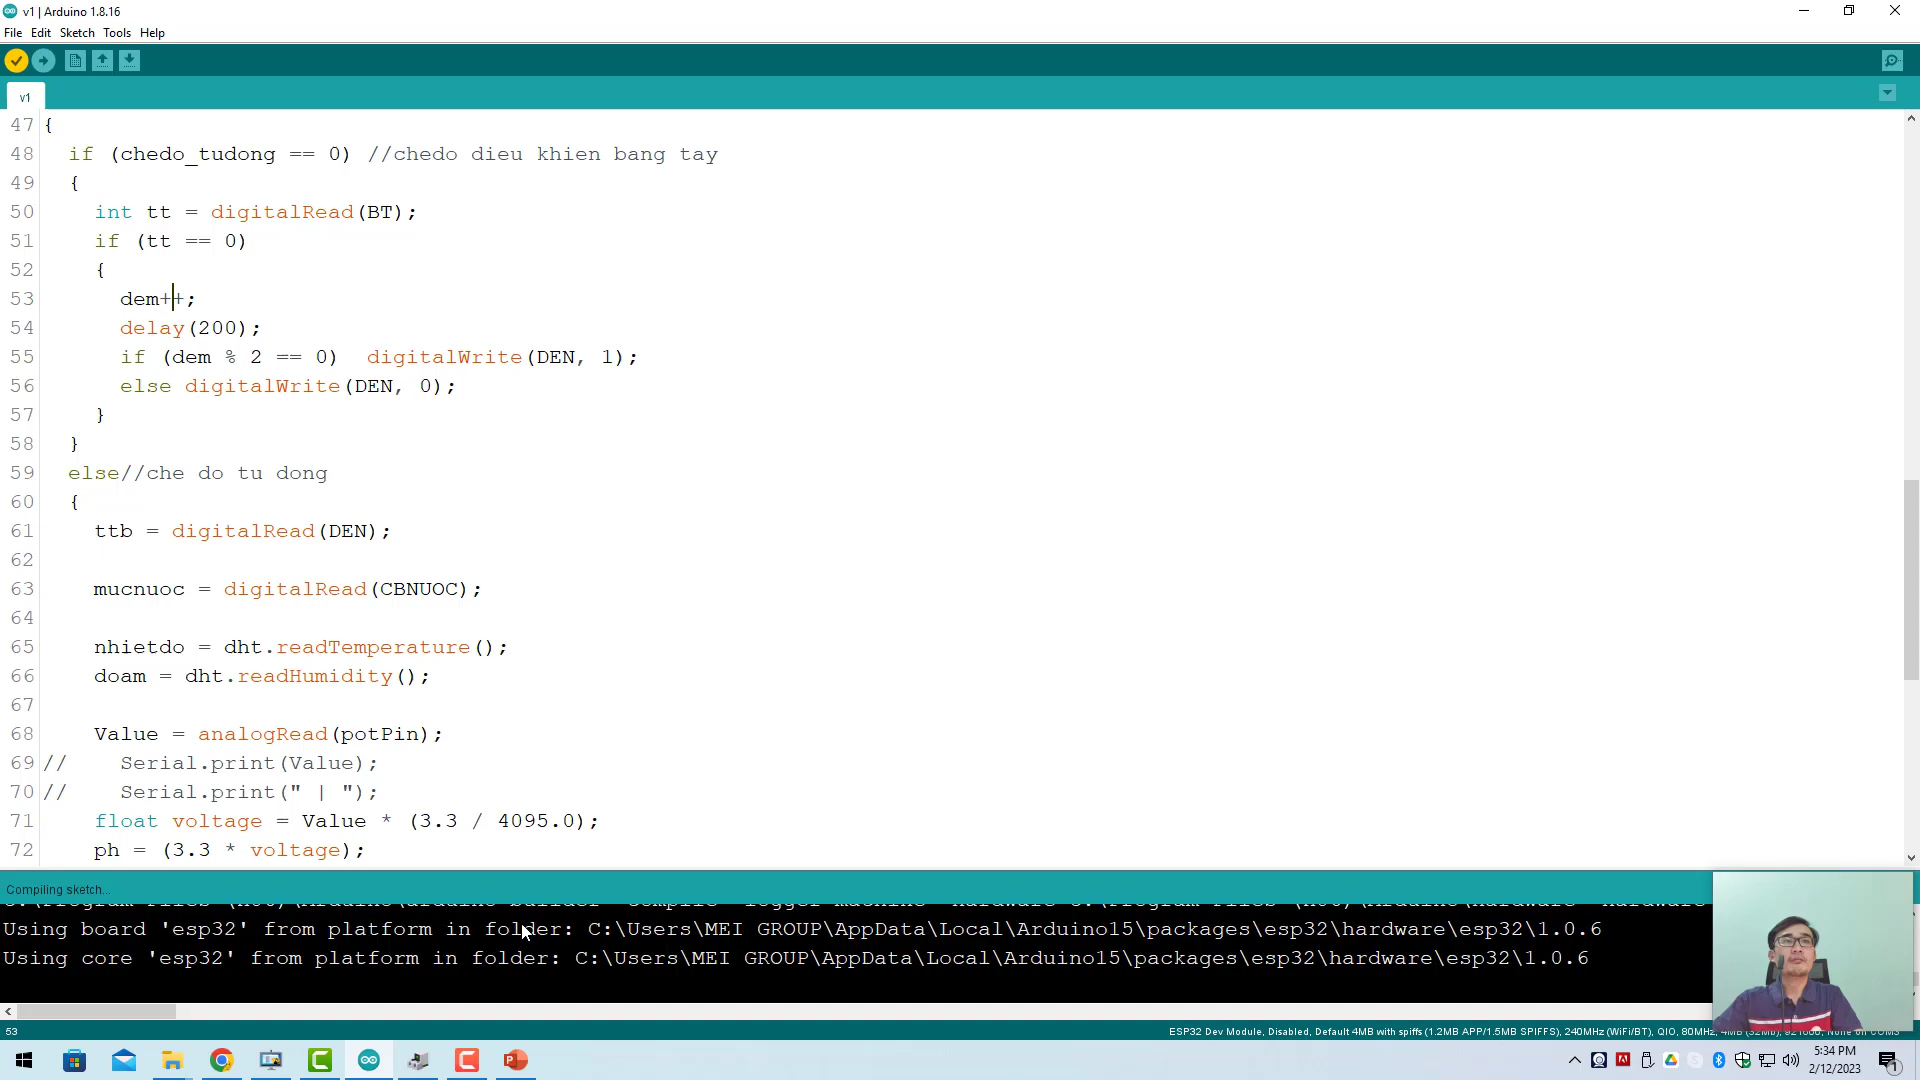 v1 | Arduino 1.8.16
File Edit Sketch Tools Help
v1
47 {
48 if (chedo_tudong == 0) //chedo dieu khien bang tay
49 {
50 int tt = digitalRead(BT);
51 if (tt == 0)
52 {
53 dem++;
54 delay(200);
55 if (dem % 2 == 0) digitalWrite(DEN, 1);
56 else digitalWrite(DEN, 0);
57 }
58 }
59 else//che do tu dong
60 {
61 ttb = digitalRead(DEN);
62
63 mucnuoc = digitalRead(CBNUOC);
64
65 nhietdo = dht.readTemperature();
66 doam = dht.readHumidity();
67
68 Value = analogRead(potPin);
69 // Serial.print(Value);
70 // Serial.print(" | ");
71 float voltage = Value * (3.3 / 4095.0);
72 ph = (3.3 * voltage);
Compiling sketch...
Using board 'esp32' from platform in folder: C:\Users\MEI GROUP\AppData\Local\Arduino15\packages\esp32\hardware\esp32\1.0.6
Using core 'esp32' from platform in folder: C:\Users\MEI GROUP\AppData\Local\Arduino15\packages\esp32\hardware\esp32\1.0.6
53
ESP32 Dev Module, Disabled, Default 4MB with spiffs (1.2MB APP/1.5MB SPIFFS), 240MHz (WiFi/BT), QIO, 80MHz, 4MB (32Mb), 921600, None on COM3
5:34 PM
2/12/2023